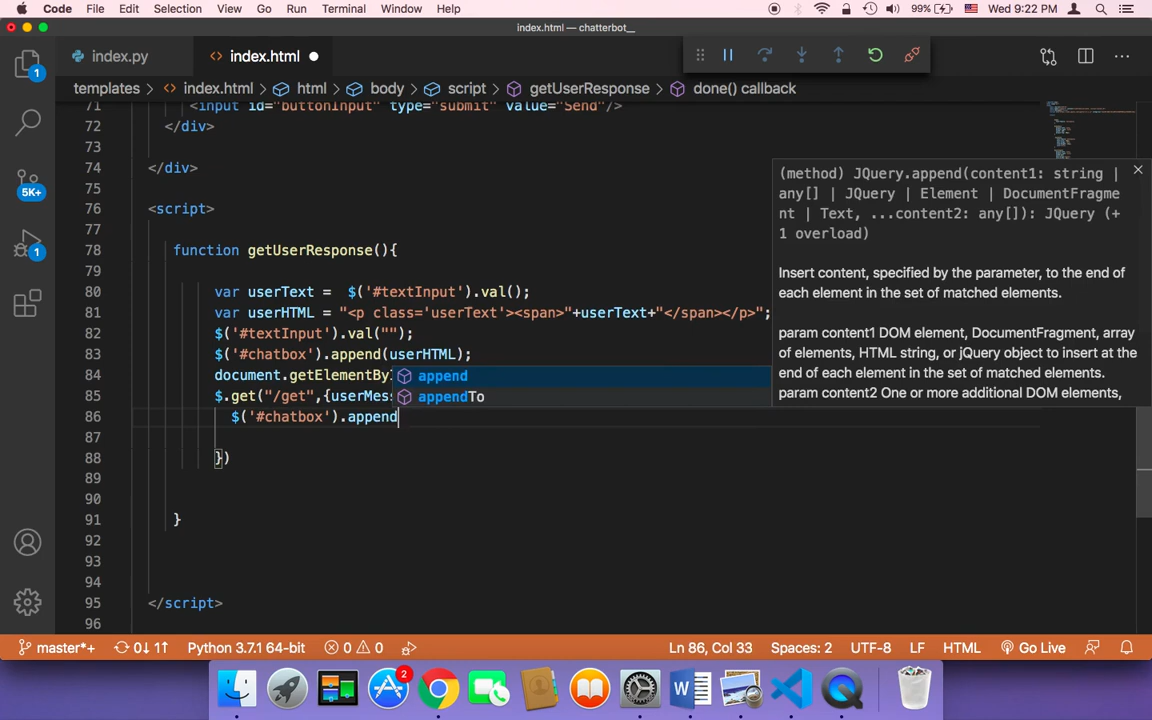 Code File Edit Selection View Go Run Terminal Window Help 99% Wed 9:22 PM
index.html — chatterbot__
index.py index.html
templates > index.html > html > body > script > getUserResponse > done() callback
71 <input id="buttonInput" type="submit" value="Send"/>
72 </div>
73
74 </div>
75
76 <script>
77
78 function getUserResponse(){
79
80 var userText = $('#textInput').val();
81 var userHTML = "<p class='userText'><span>"+userText+"</span></p>";
82 $('#textInput').val("");
83 $('#chatbox').append(userHTML);
84 document.getElementBy
85 $.get("/get",{userMess
86 $('#chatbox').append
87
88 })
89
90
91 }
92
93
94
95 </script>
96
append
appendTo
(method) JQuery.append(content1: string |
any[] | JQuery | Element | DocumentFragme
nt | Text, ...content2: any[]): JQuery (+
1 overload)
Insert content, specified by the parameter, to the end of
each element in the set of matched elements.
param content1 DOM element, DocumentFragment, array
of elements, HTML string, or jQuery object to insert at the
end of each element in the set of matched elements.
param content2 One or more additional DOM elements,
1
5K+
1
master*+ 0↓ 1↑ Python 3.7.1 64-bit 0 0 Ln 86, Col 33 Spaces: 2 UTF-8 LF HTML Go Live
2